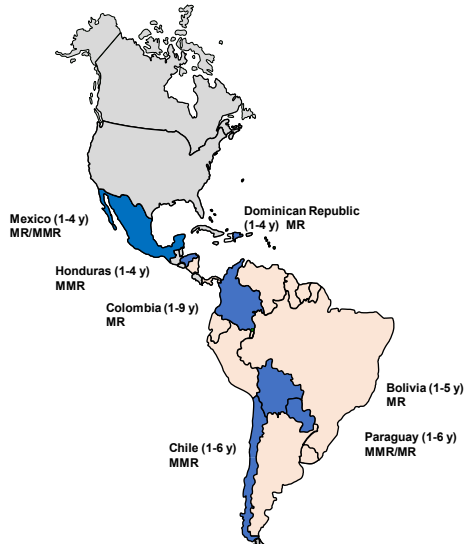 Mexico (1-4 y)
MR/MMR
Dominican Republic
(1-4 y) MR
Honduras (1-4 y)
MMR
Colombia (1-9 y)
MR
Bolivia (1-5 y)
MR
Paraguay (1-6 y)
MMR/MR
Chile (1-6 y)
MMR